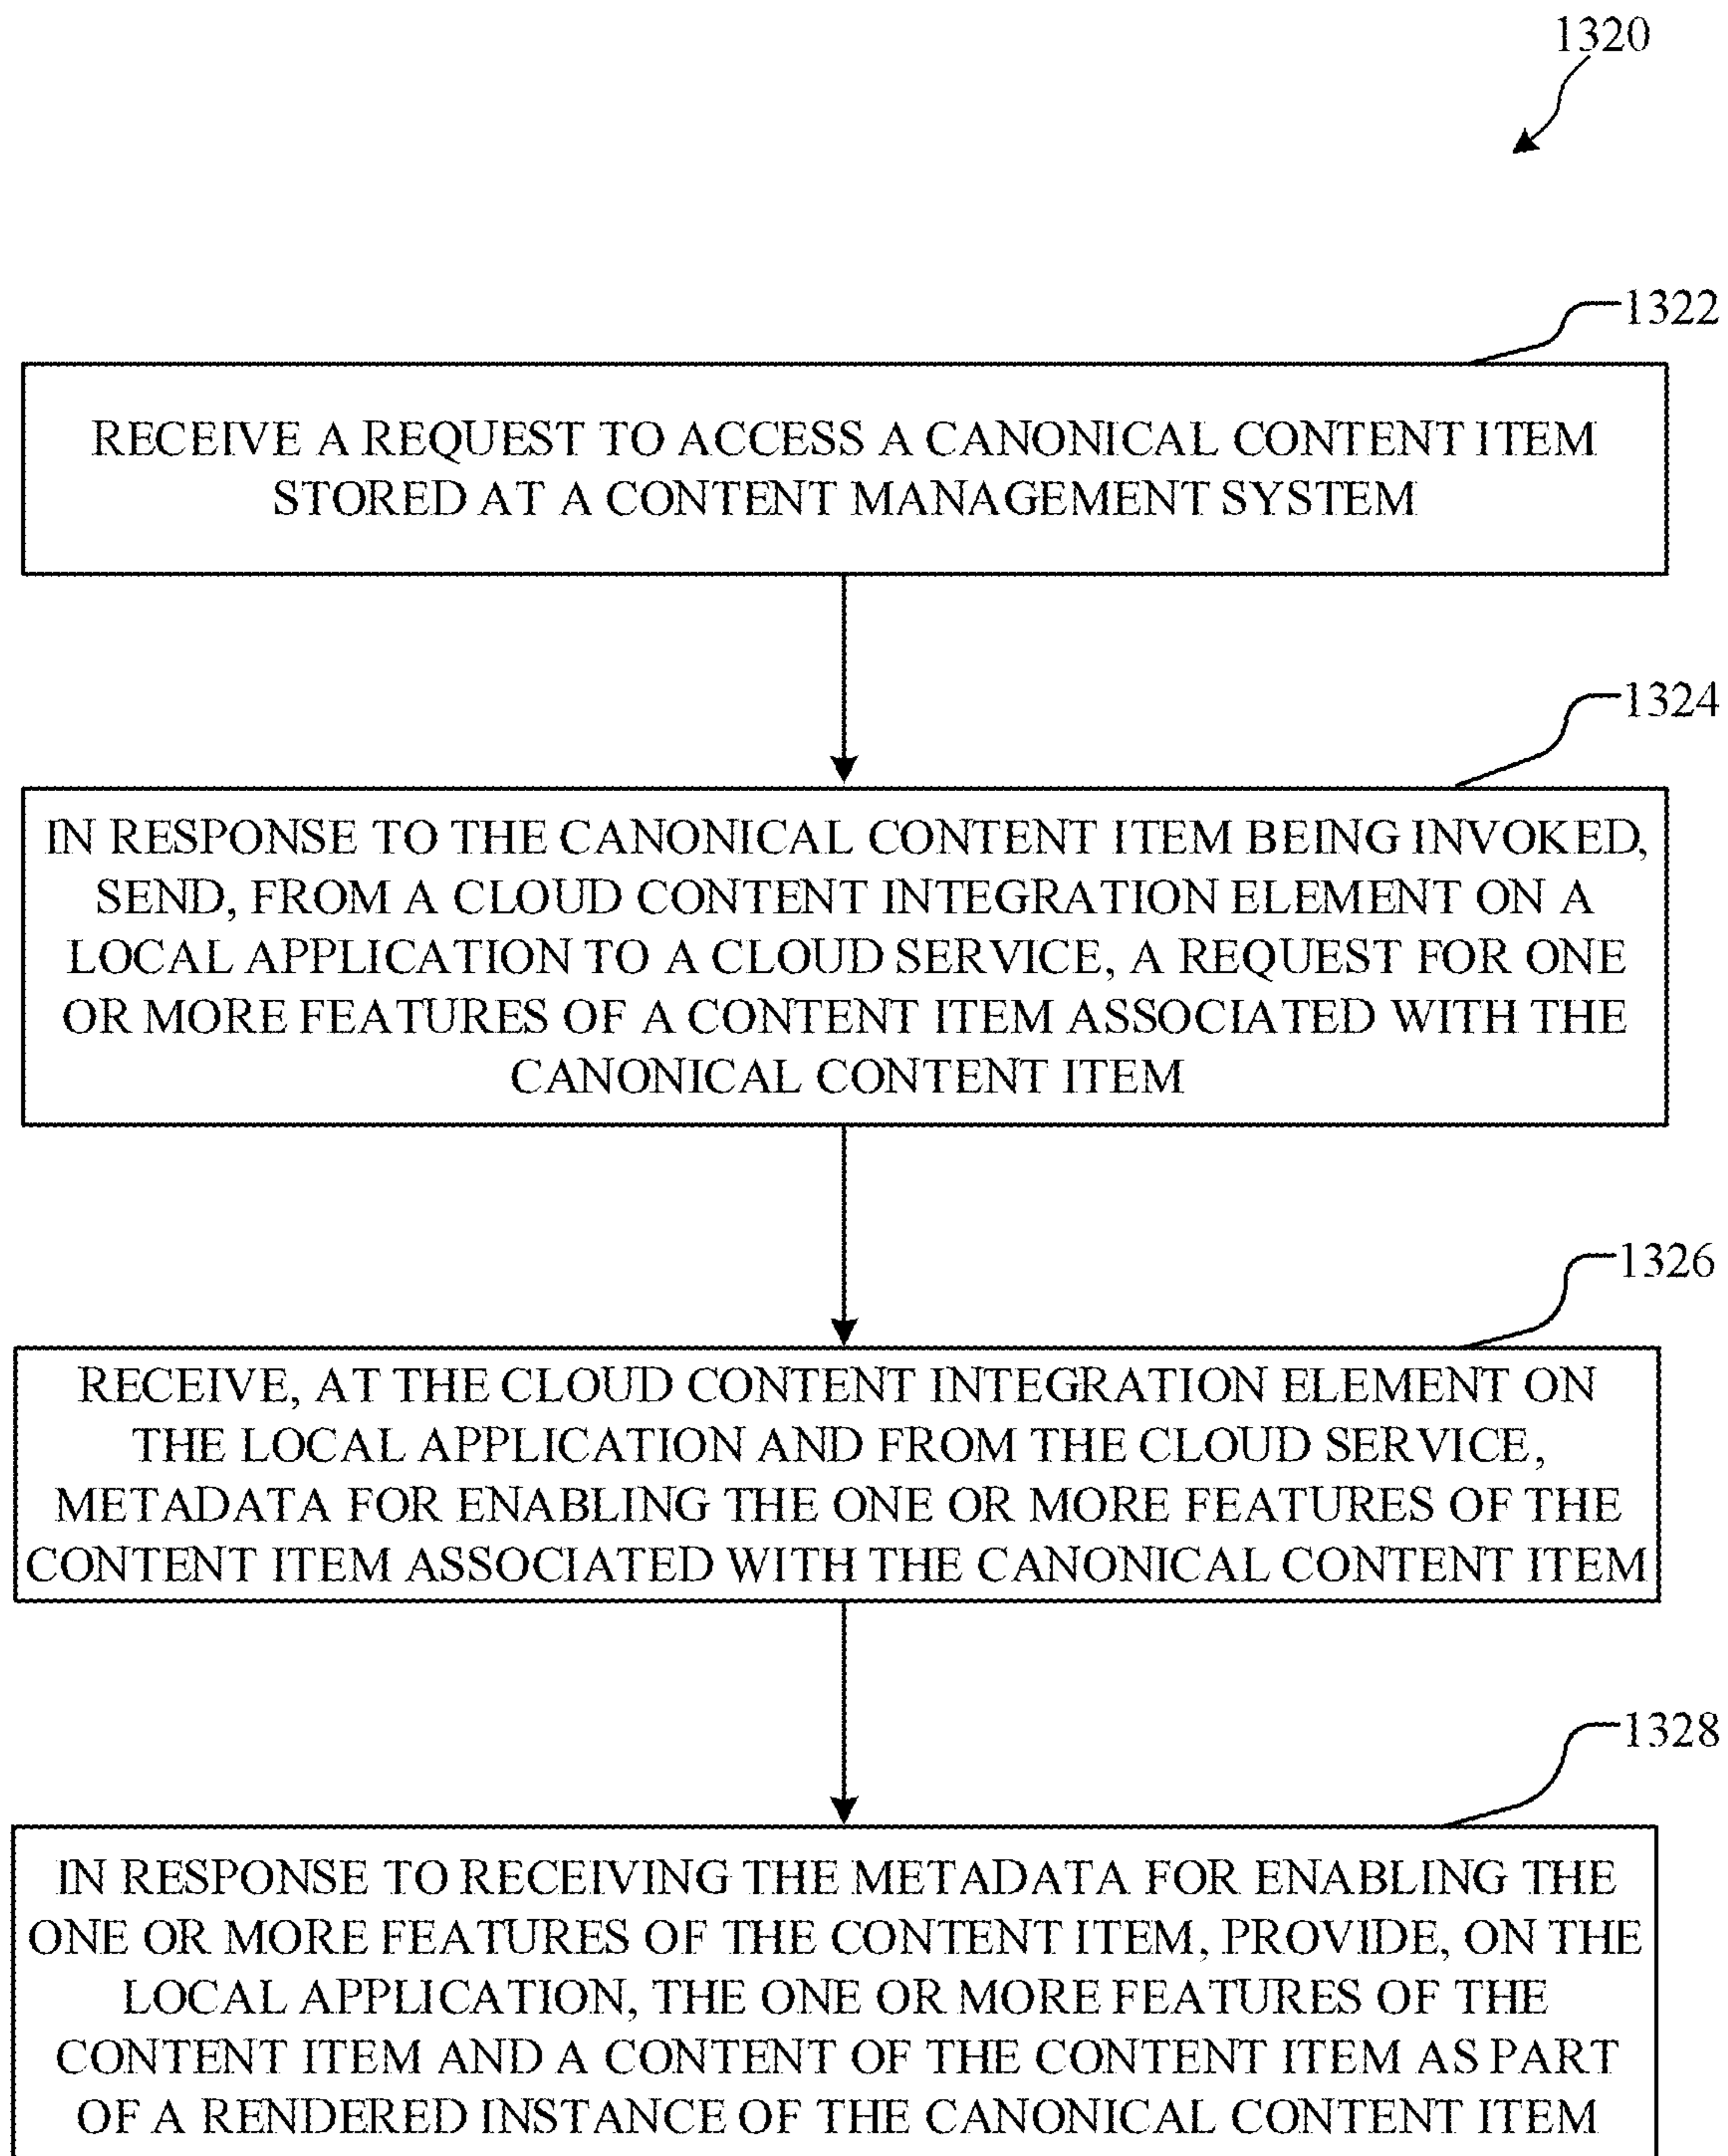 1320
1322
RECEIVE A REQUEST TO ACCESS A CANONICAL CONTENT ITEM
STORED AT A CONTENT MANAGEMENT SYSTEM
1324
IN RESPONSE TO THE CANONICAL CONTENT ITEM BEING INVOKED,
SEND, FROM A CLOUD CONTENT INTEGRATION ELEMENT ON A
LOCAL APPLICATION TO A CLOUD SERVICE, A REQUEST FOR ONE
OR MORE FEATURES OF A CONTENT ITEM ASSOCIATED WITH THE
CANONICAL CONTENT ITEM
1326
RECEIVE, AT THE CLOUD CONTENT INTEGRATION ELEMENT ON
THE LOCAL APPLICATION AND FROM THE CLOUD SERVICE,
METADATA FOR ENABLING THE ONE OR MORE FEATURES OF THE
CONTENT ITEM ASSOCIATED WITH THE CANONICAL CONTENT ITEM
1328
IN RESPONSE TO RECEIVING THE METADATA FOR ENABLING THE
ONE OR MORE FEATURES OF THE CONTENT ITEM, PROVIDE, ON THE
LOCAL APPLICATION, THE ONE OR MORE FEATURES OF THE
CONTENT ITEM AND A CONTENT OF THE CONTENT ITEM AS PART
OF A RENDERED INSTANCE OF THE CANONICAL CONTENT ITEM